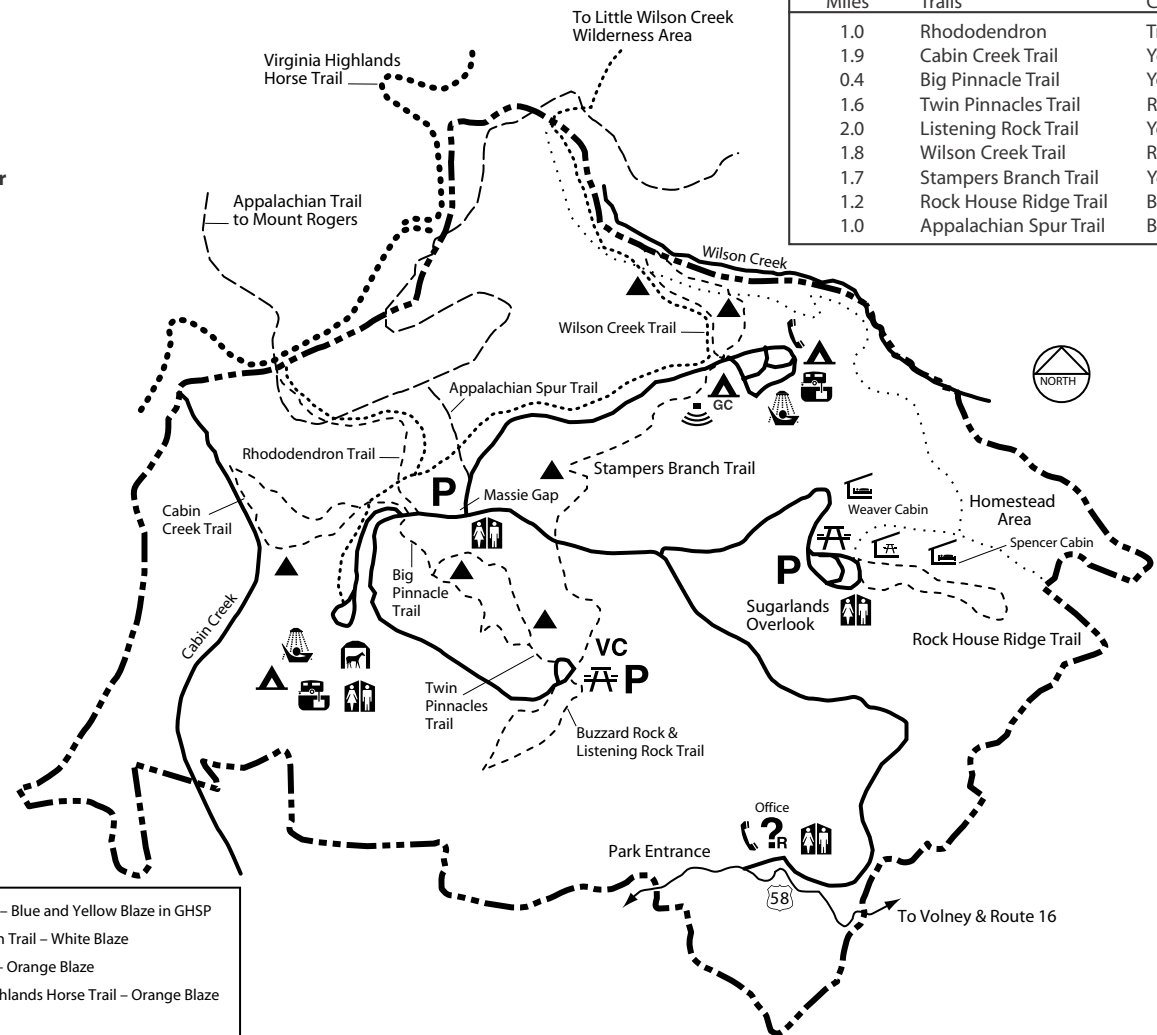 To Little Wilson Creek
Wilderness Area
Virginia Highlands
Horse Trail
Miles Trails
1.0 Rhododendron
1.9 Cabin Creek Trail
0.4 Big Pinnacle Trail
1.6 Twin Pinnacles Trail
2.0 Listening Rock Trail
1.8 Wilson Creek Trail
1.7 Stampers Branch Trail
1.2 Rock House Ridge Trail
1.0 Appalachian Spur Trail
Appalachian Trail
to Mount Rogers
Wilson Creek
Wilson Creek Trail
NORTH
Appalachian Spur Trail
GC
Rhododendron Trail
Stampers Branch Trail
P
Massie Gap
Cabin
Creek Trail
Weaver Cabin
Homestead
Area
Spencer Cabin
Big
Pinnacle
Trail
P
Sugarlands
Overlook
Rock House Ridge Trail
Cabin Creek
VC
P
Twin
Pinnacles
Trail
Buzzard Rock &
Listening Rock Trail
Office
?R
Park Entrance
58
To Volney & Route 16
– Blue and Yellow Blaze in GHSP
Trail – White Blaze
– Orange Blaze
Horse Trail – Orange Blaze